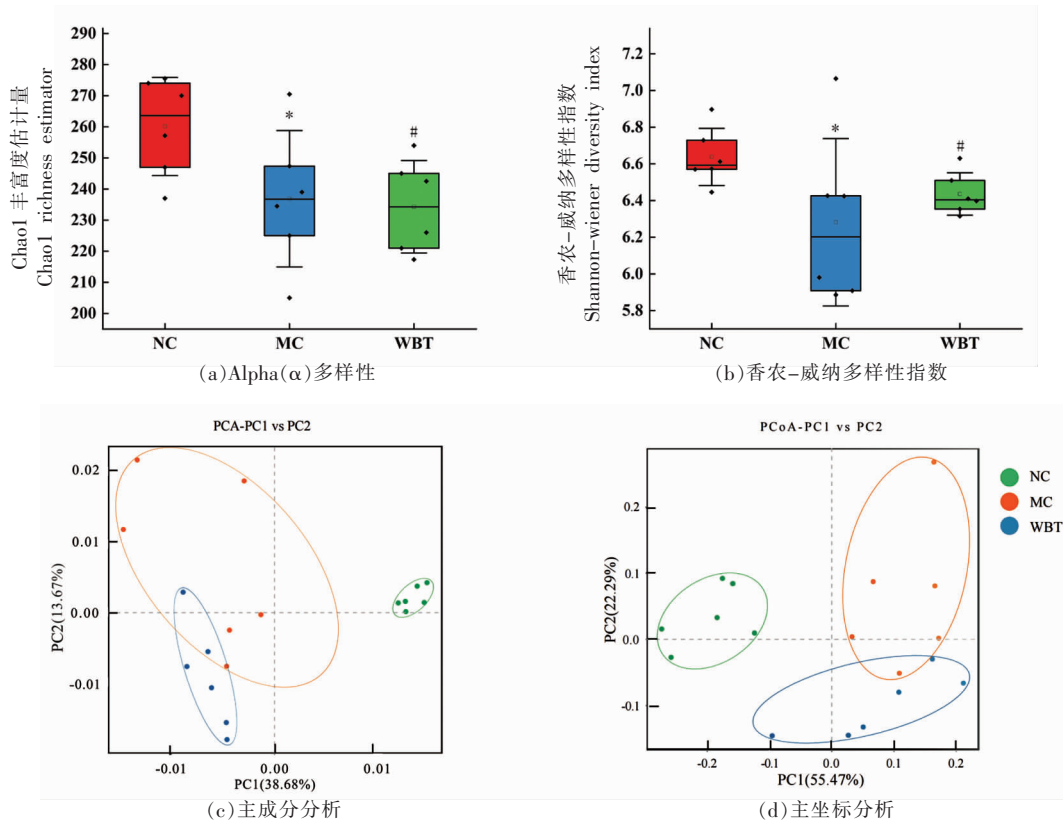 Chao1 丰富度估计量
Chao1 richness estimator
290
280
270
260
250
240
230
220
210
200
*
#
NC
MC
WBT
(a)Alpha(α)多样性
香农-威纳多样性指数
Shannon-wiener diversity index
7.2
7.0
6.8
6.6
6.4
6.2
6.0
5.8
*
#
NC
MC
WBT
(b)香农-威纳多样性指数
PCA-PC1 vs PC2
PC2(13.67%)
0.02
0.01
0.00
-0.01
-0.01
0.00
0.01
PC1(38.68%)
(c)主成分分析
PCoA-PC1 vs PC2
PC2(22.29%)
0.2
0.1
0.0
-0.1
-0.2
-0.1
0.0
0.1
0.2
PC1(55.47%)
NC
MC
WBT
(d)主坐标分析